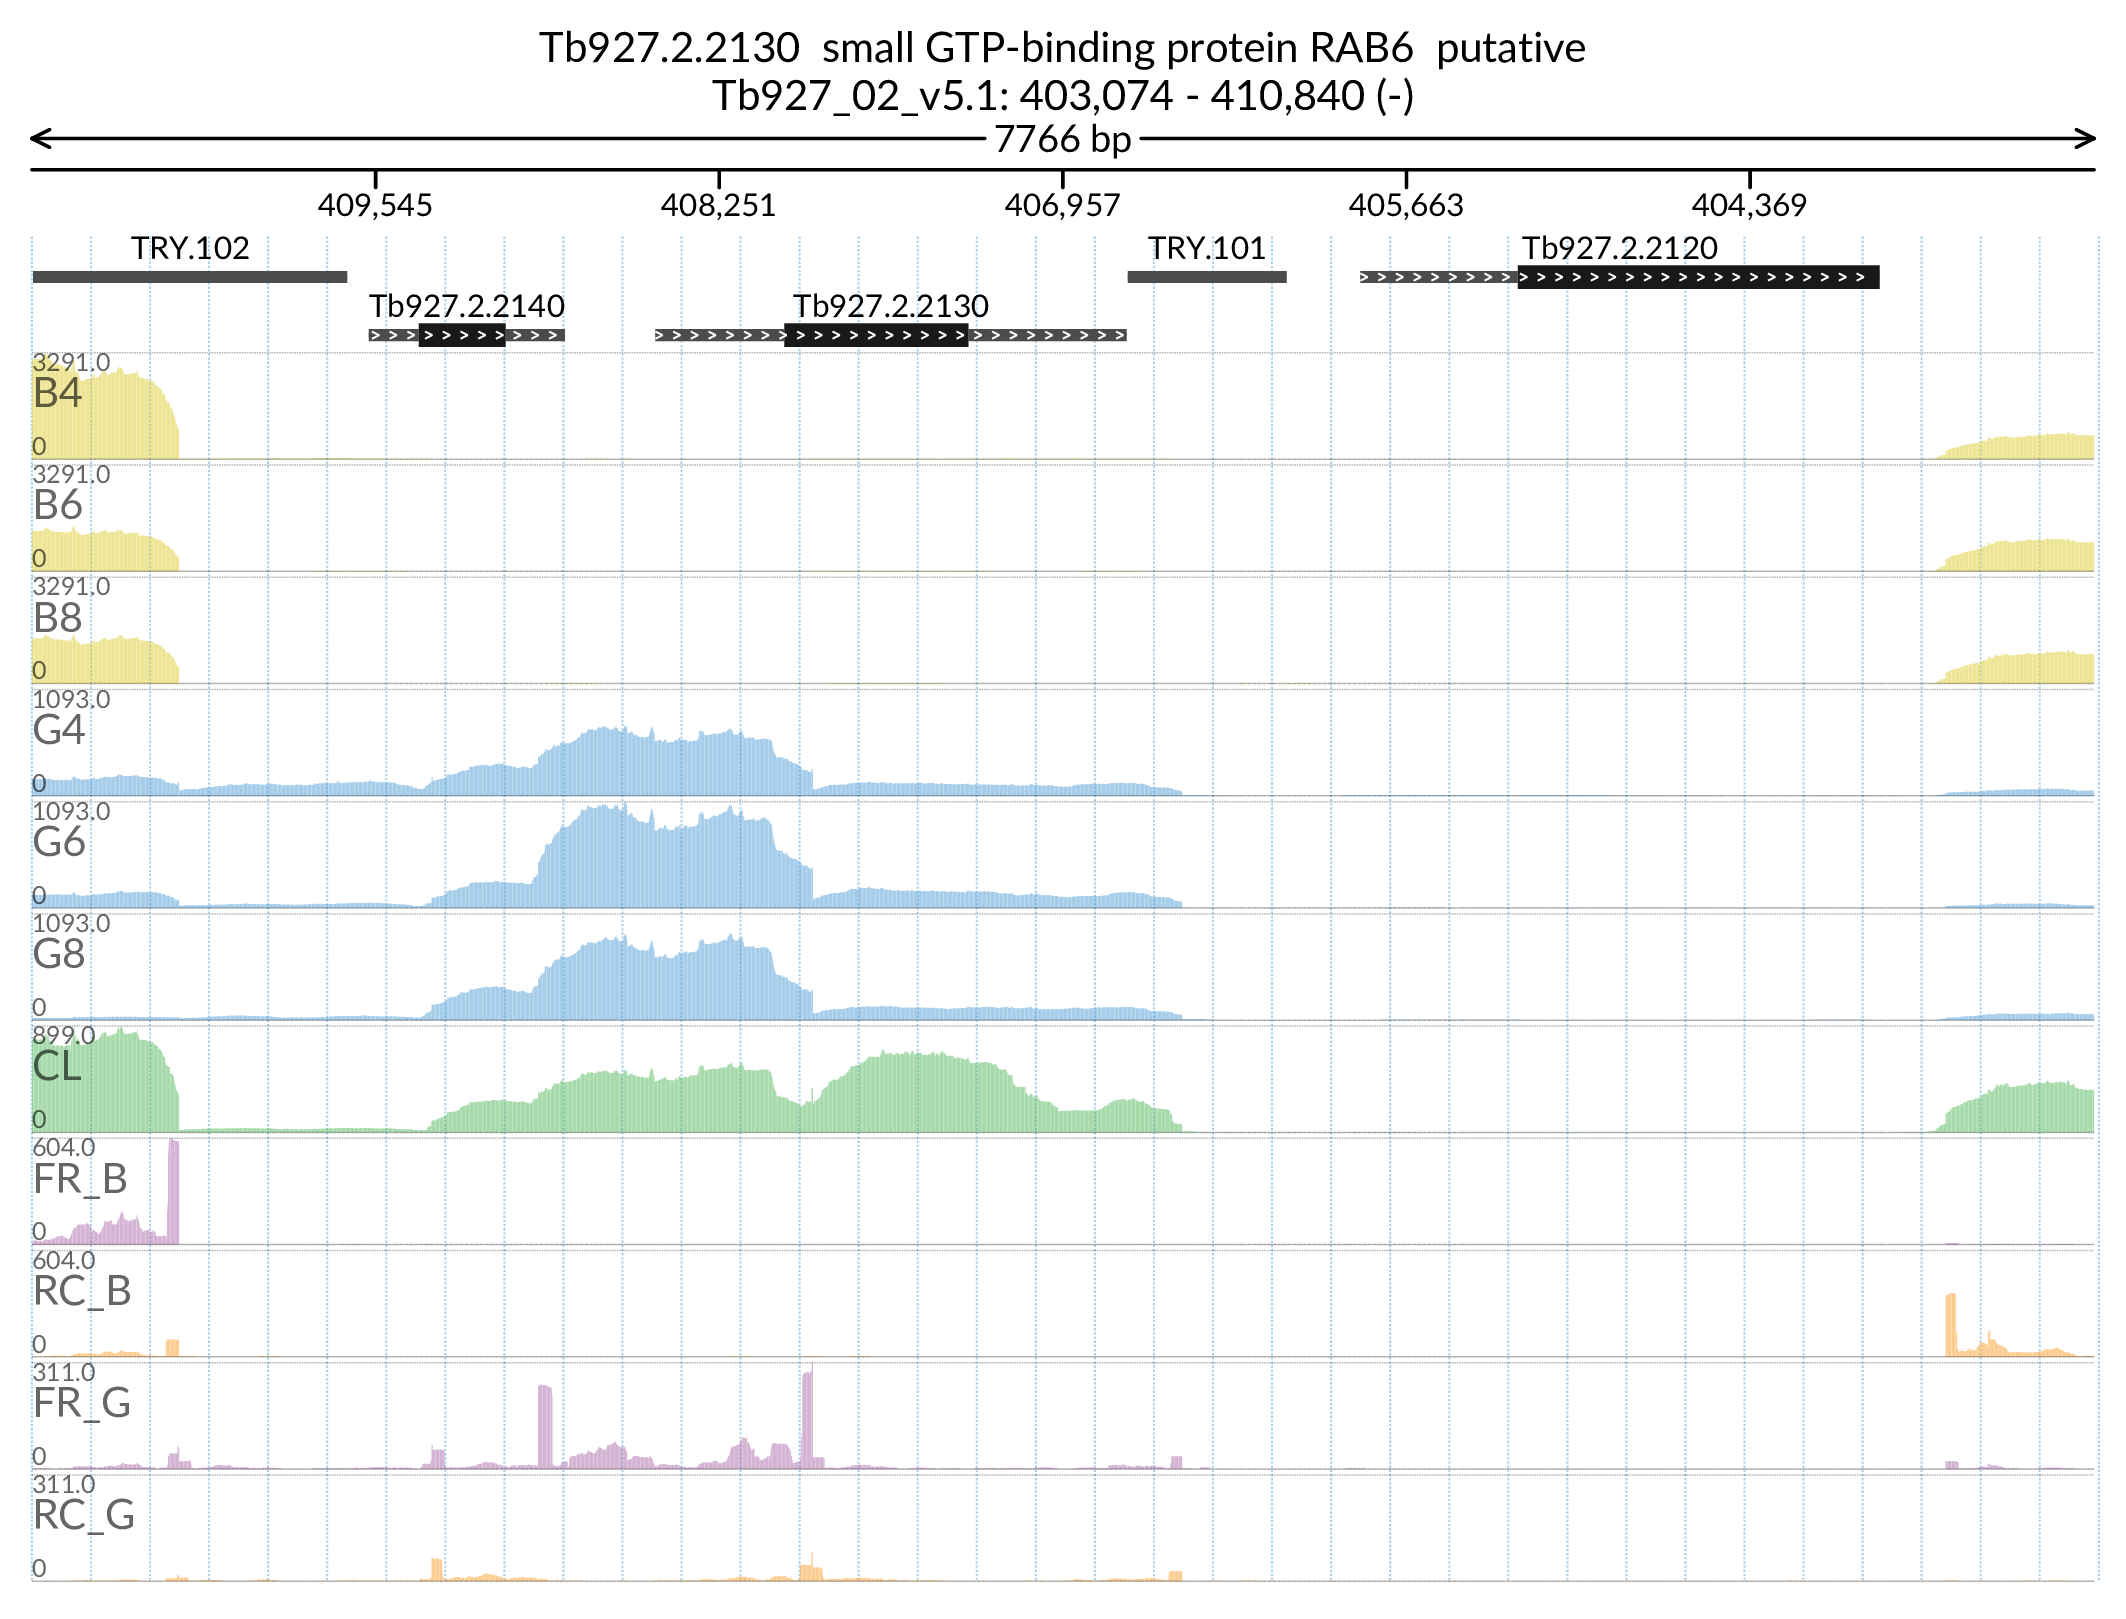 Tb927.2.2130  small GTP-binding protein RAB6  putative
Tb927_02_v5.1: 403,074 - 410,840 (-)
7766 bp
409,545 408,251 406,957 405,663 404,369
TRY.102 TRY.101 Tb927.2.2120
Tb927.2.2140 Tb927.2.2130
3291.0
B4
0
3291.0
B6
0
3291.0
B8
0
1093.0
G4
0
1093.0
G6
0
1093.0
G8
0
899.0
CL
0
604.0
FR_B
0
604.0
RC_B
0
311.0
FR_G
0
311.0
RC_G
0